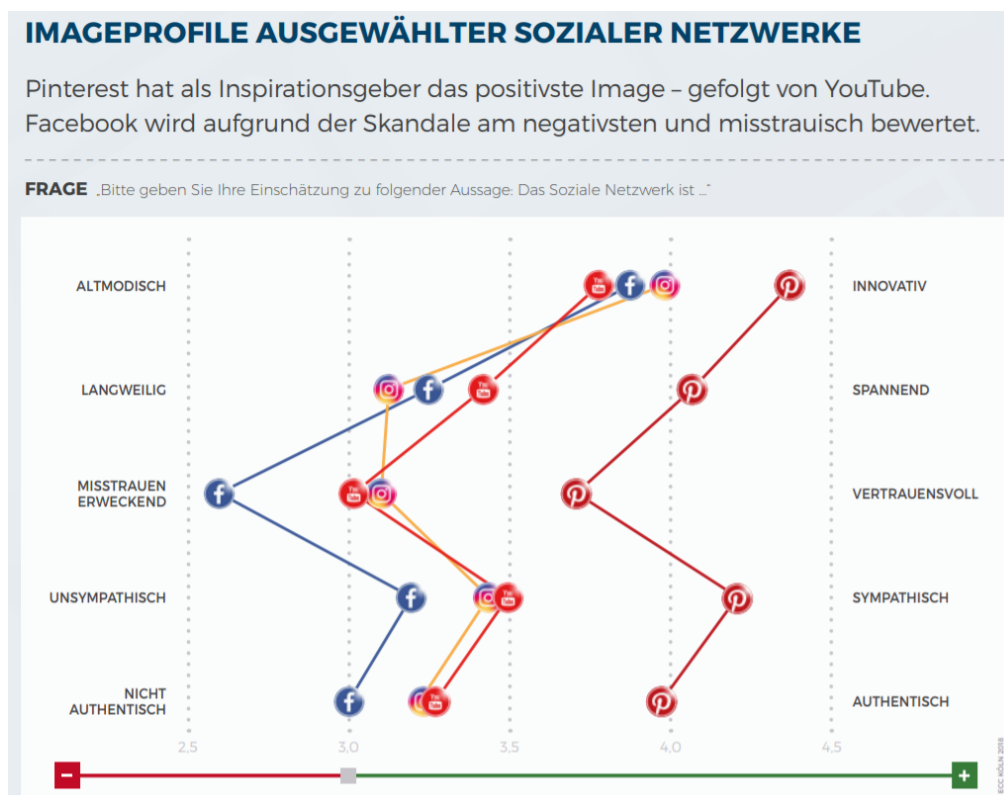 IMAGEPROFILE AUSGEWÄHLTER SOZIALER NETZWERKE
Pinterest hat als Inspirationsgeber das positivste Image – gefolgt von YouTube.
Facebook wird aufgrund der Skandale am negativsten und misstrauisch bewertet.
FRAGE „Bitte geben Sie Ihre Einschätzung zu folgender Aussage: Das Soziale Netzwerk ist ...“
ALTMODISCH
INNOVATIV
LANGWEILIG
SPANNEND
MISSTRAUEN
ERWECKEND
VERTRAUENSVOLL
UNSYMPATHISCH
SYMPATHISCH
NICHT
AUTHENTISCH
AUTHENTISCH
2,5 3,0 3,5 4,0 4,5
- +
ECC KÖLN 2018